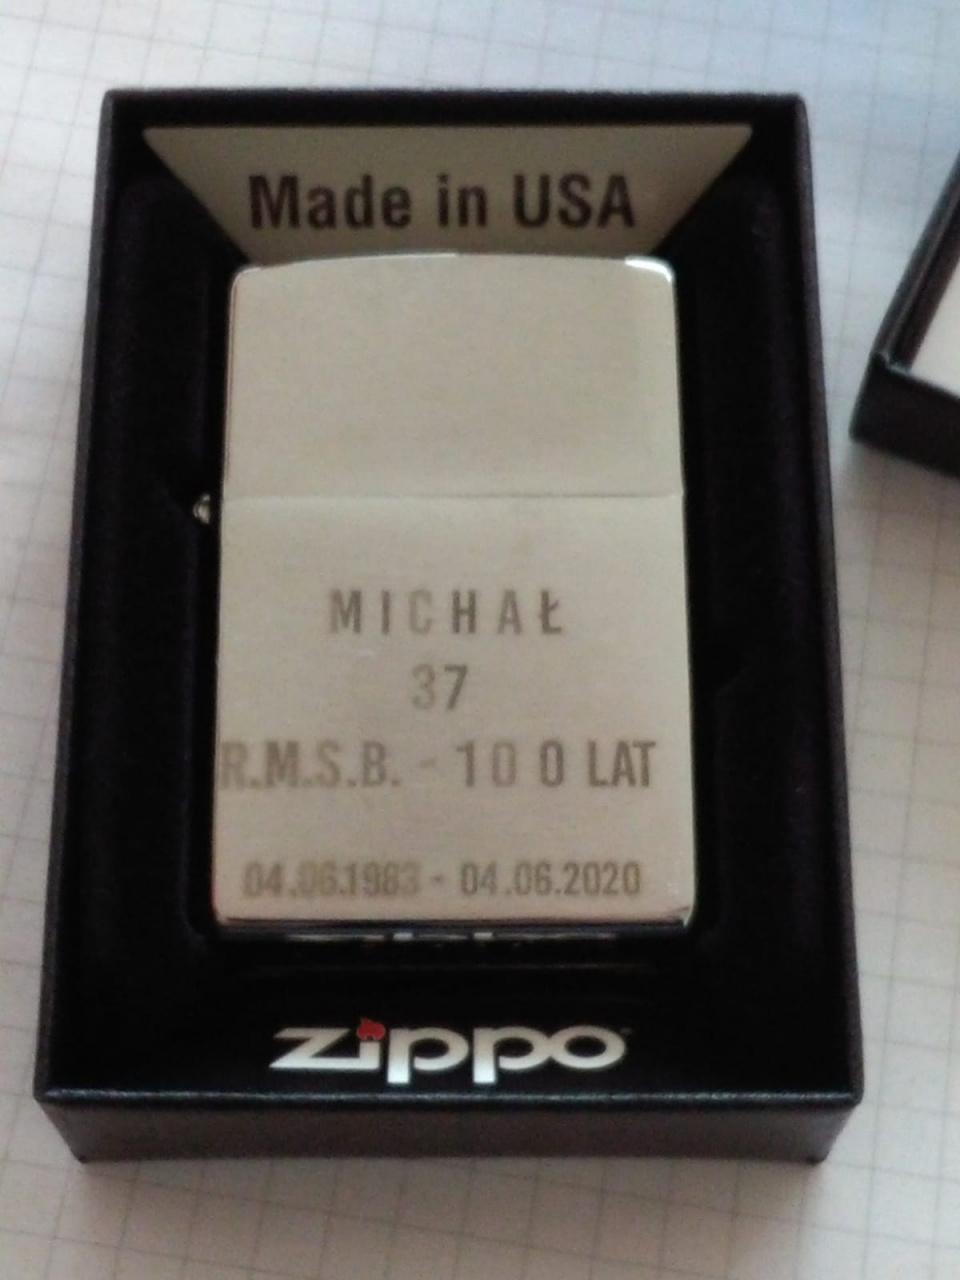 Made in USA
MICHAŁ
37
R.M.S.B. - 10 0 LAT
04.06.1983 - 04.06.2020
zippo